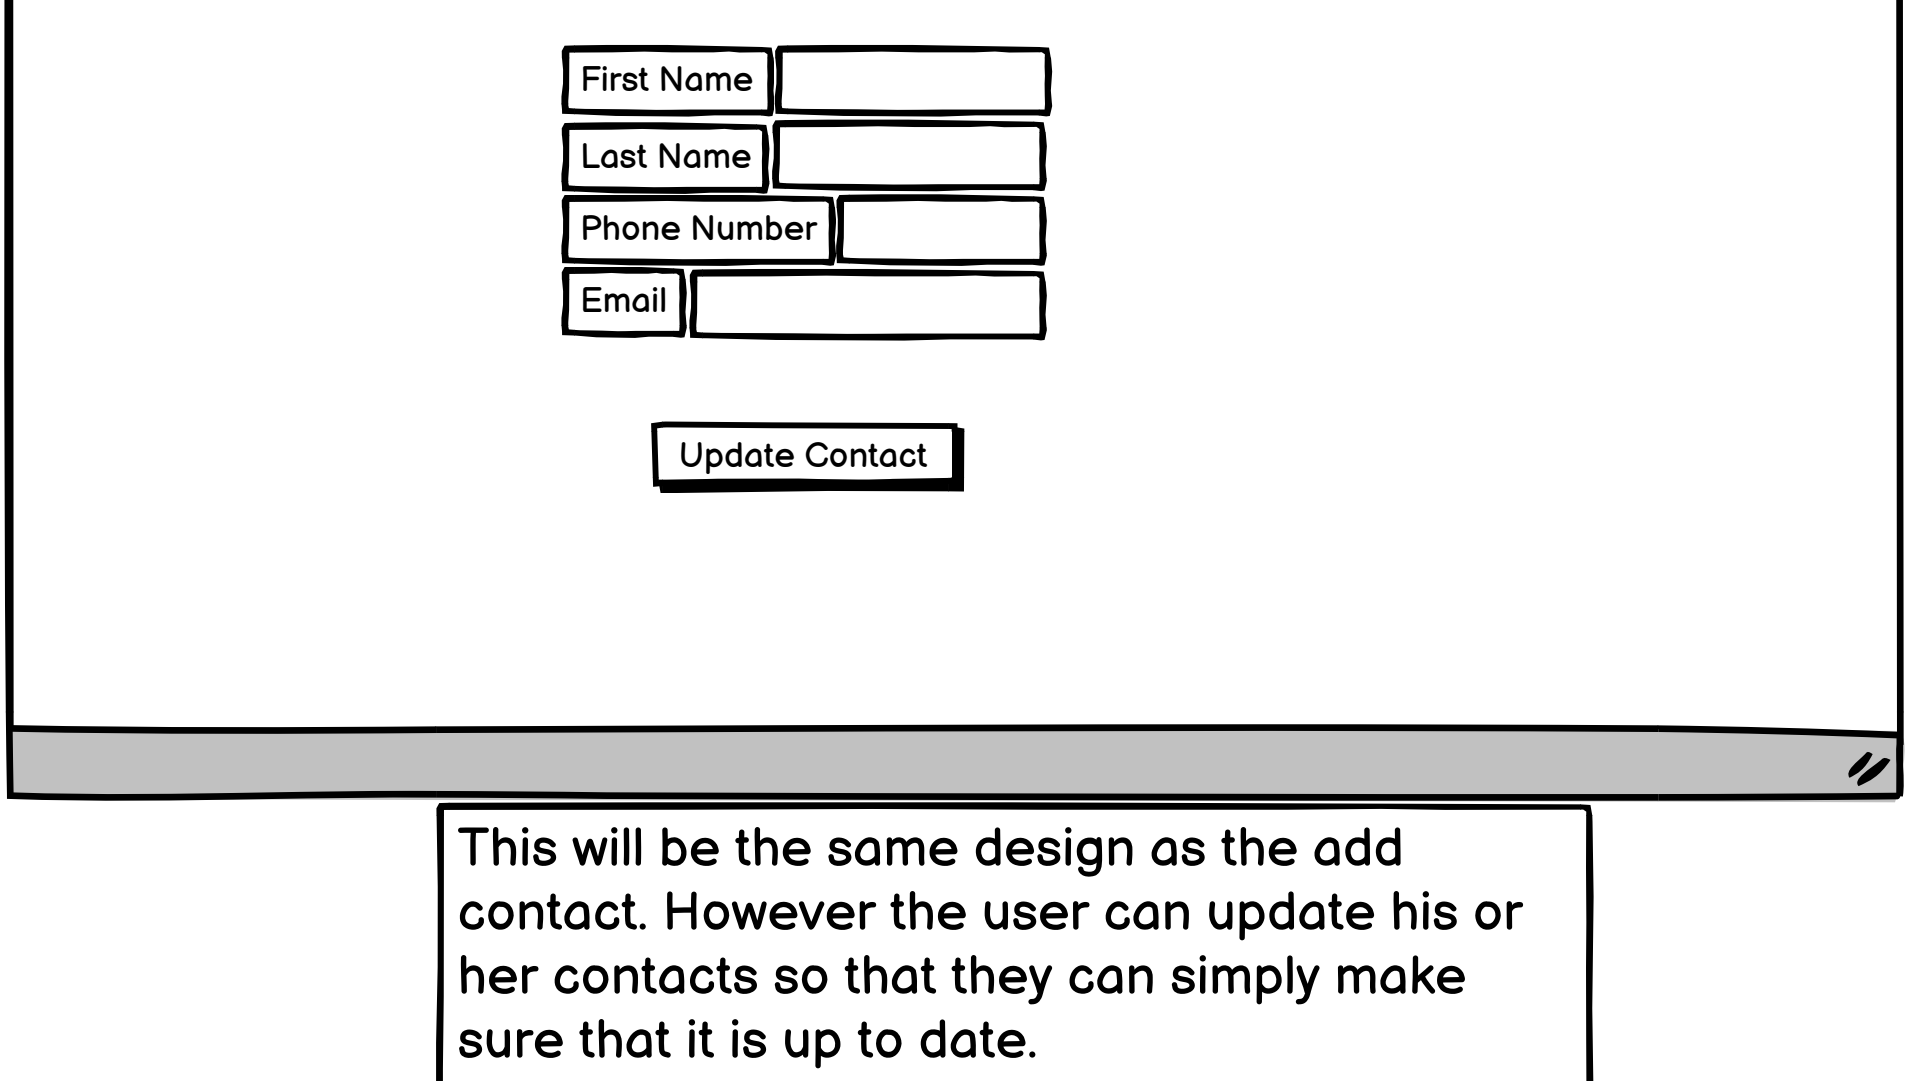 First Name
Last Name
Phone Number
Email
Update Contact
This will be the same design as the add
contact. However the user can update his or
her contacts so that they can simply make
sure that it is up to date.